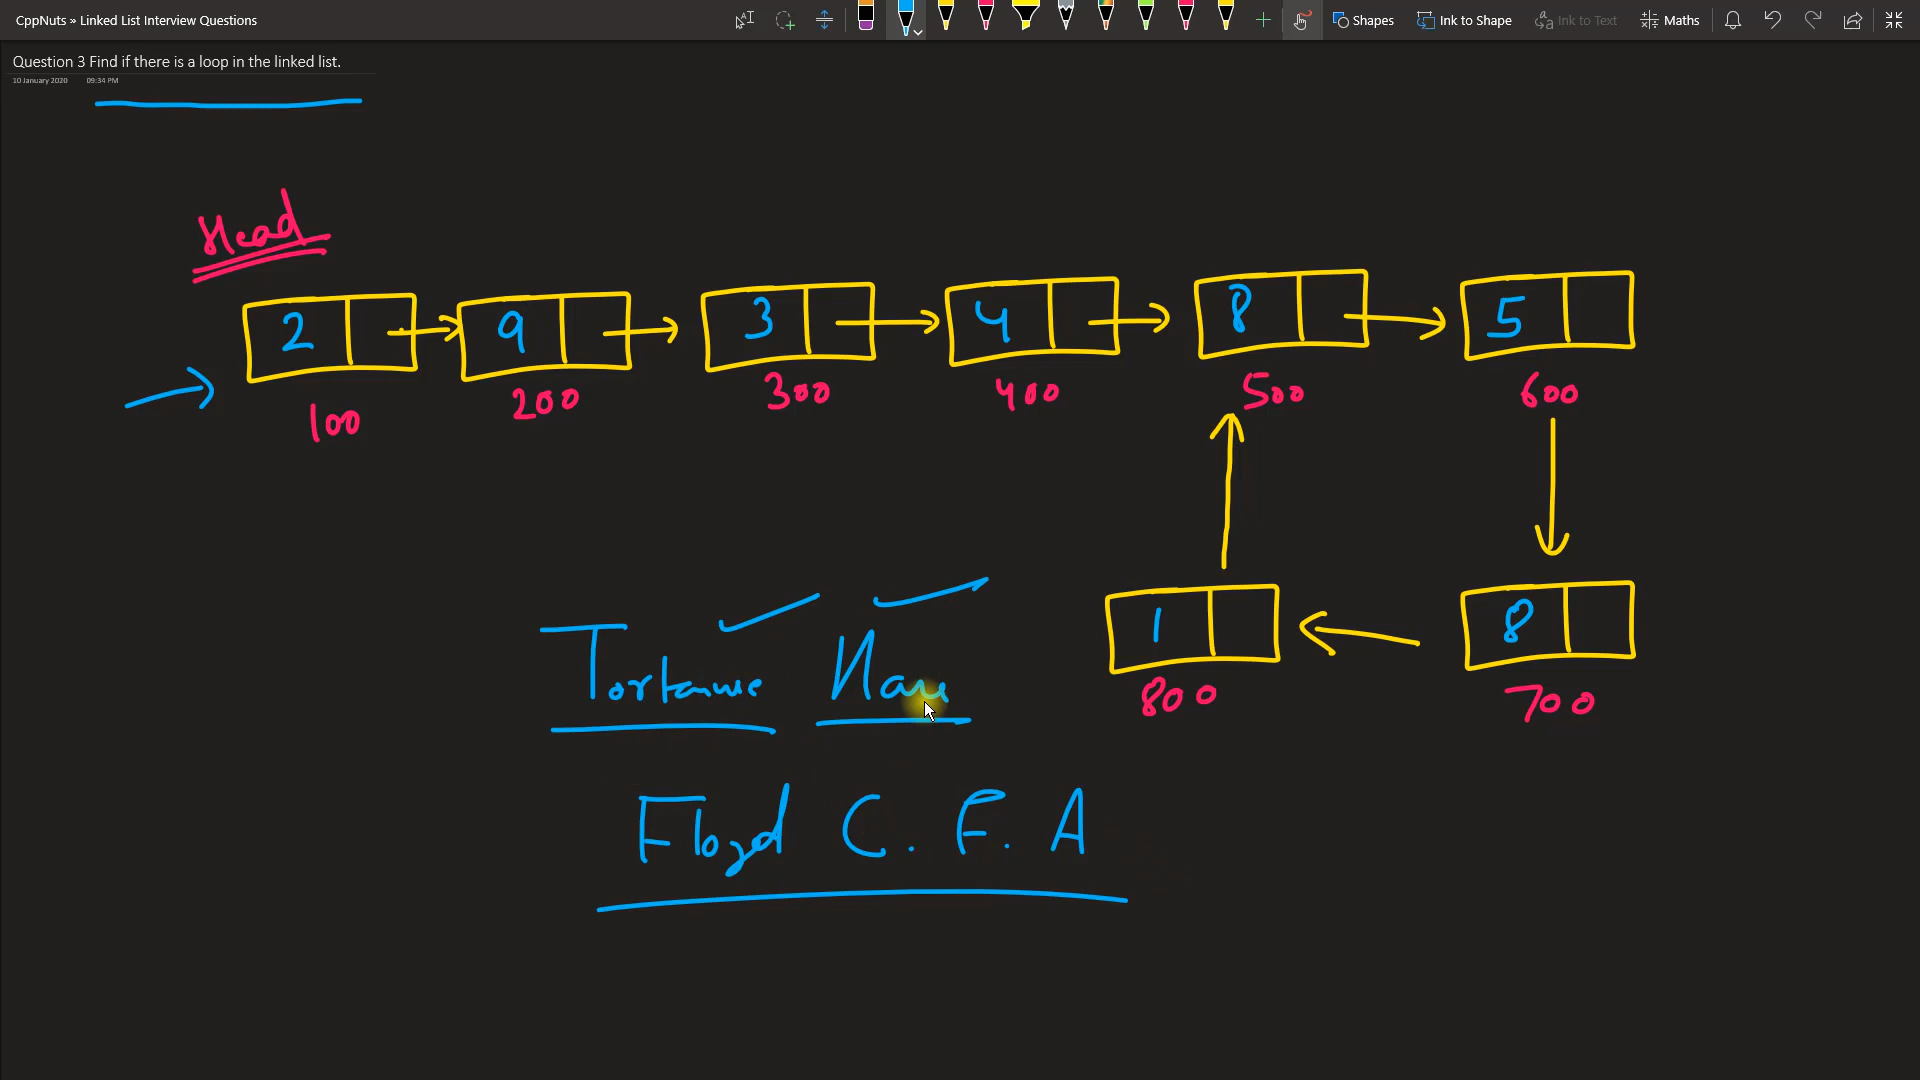 CppNuts » Linked List Interview Questions
Shapes Ink to Shape Ink to Text Maths
Question 3 Find if there is a loop in the linked list.
10 January 2020 09:34 PM
Head
2 9 3 4 8 5
100 200 300 400 500 600
1 8
800 700
Floyd C. F. A